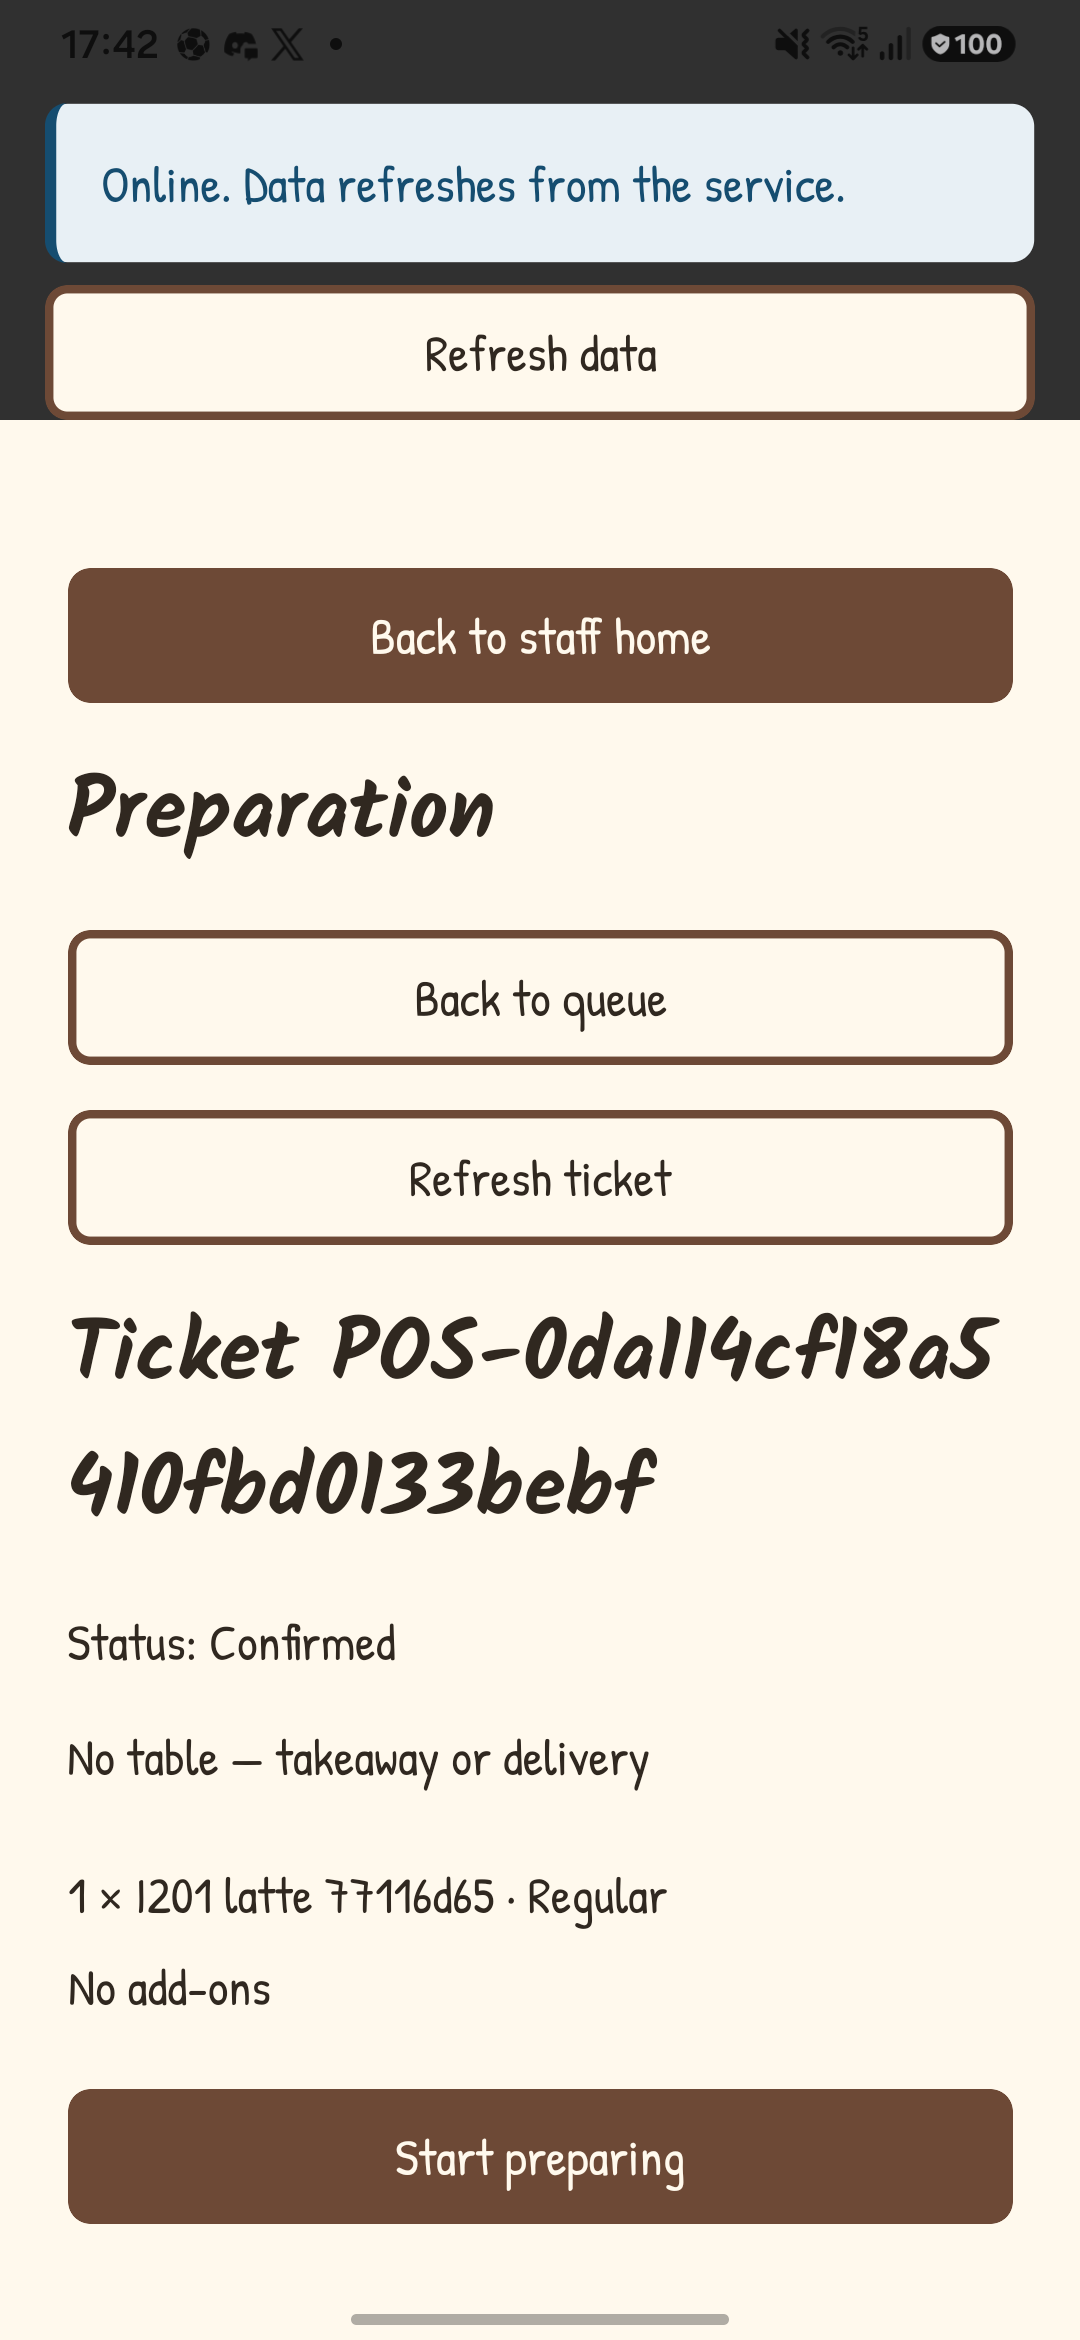 17:42
5
100
Online. Data refreshes from the service.
Refresh data
Back to staff home
Preparation
Back to queue
Refresh ticket
Ticket POS-0da114cf18a5
410fbd0133bebf
Status: Confirmed
No table — takeaway or delivery
1 × 1201 latte 77116d65 · Regular
No add-ons
Start preparing